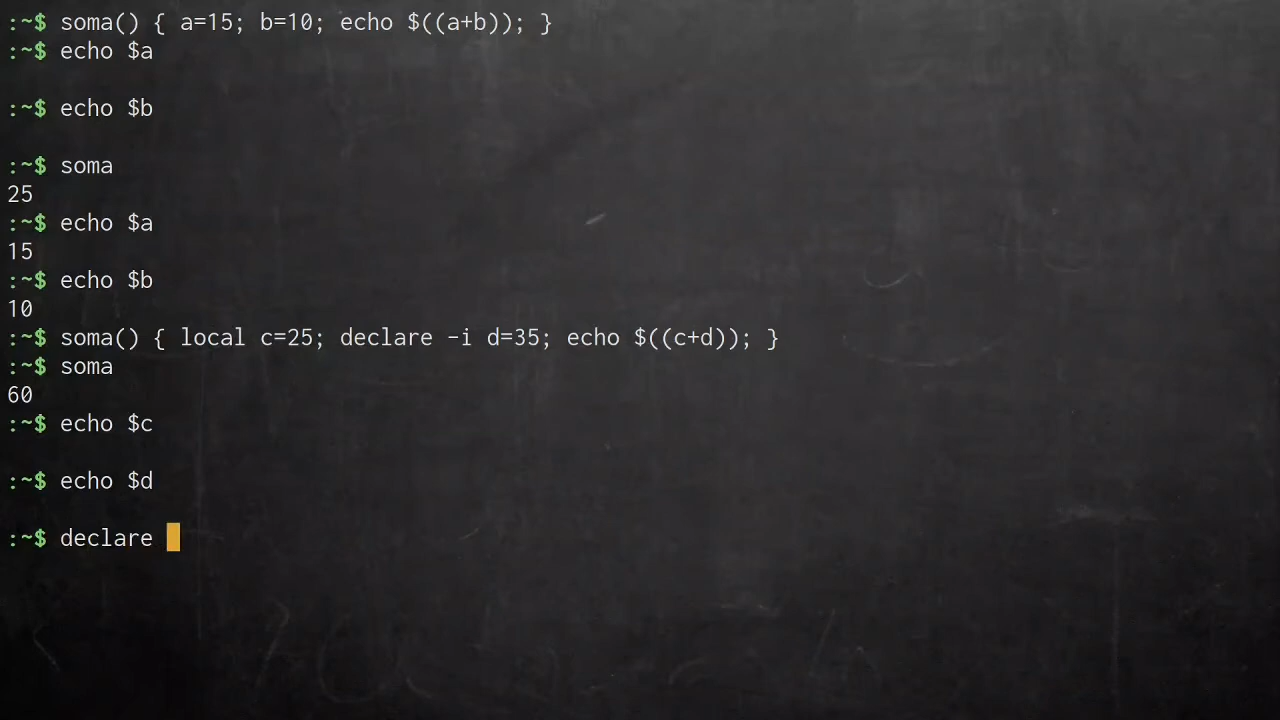 :~$ soma() { a=15; b=10; echo $((a+b)); }
:~$ echo $a
:~$ echo $b
:~$ soma
25
:~$ echo $a
15
:~$ echo $b
10
:~$ soma() { local c=25; declare -i d=35; echo $((c+d)); }
:~$ soma
60
:~$ echo $c
:~$ echo $d
:~$ declare